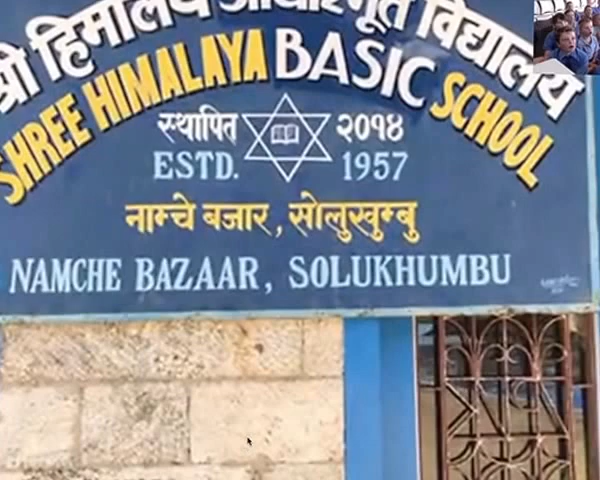 श्री हिमालय आधारभूत विद्यालय
SHREE HIMALAYA BASIC SCHOOL
स्थापित २०१४
ESTD. 1957
नाम्चे बजार, सोलुखुम्बु
NAMCHE BAZAAR, SOLUKHUMBU